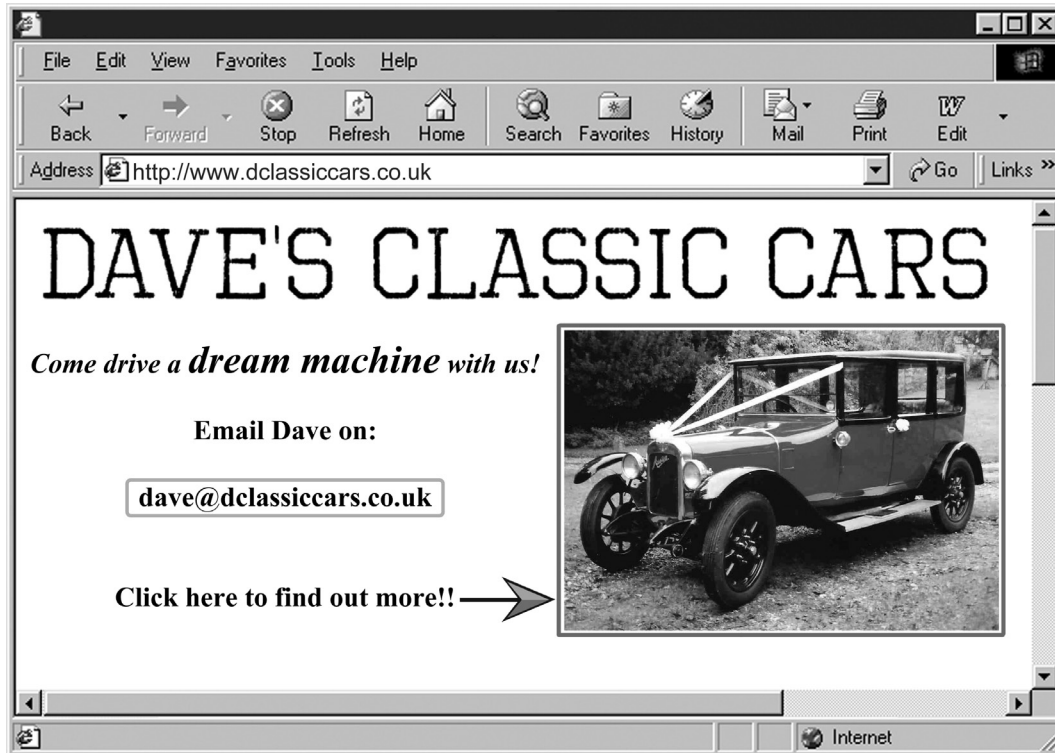 File Edit View Favorites Tools Help
Back Forward Stop Refresh Home Search Favorites History Mail Print Edit
Address http://www.dclassiccars.co.uk Go Links »
DAVE'S CLASSIC CARS
Come drive a dream machine with us!
Email Dave on:
dave@dclassiccars.co.uk
Click here to find out more!!
Austin
Internet